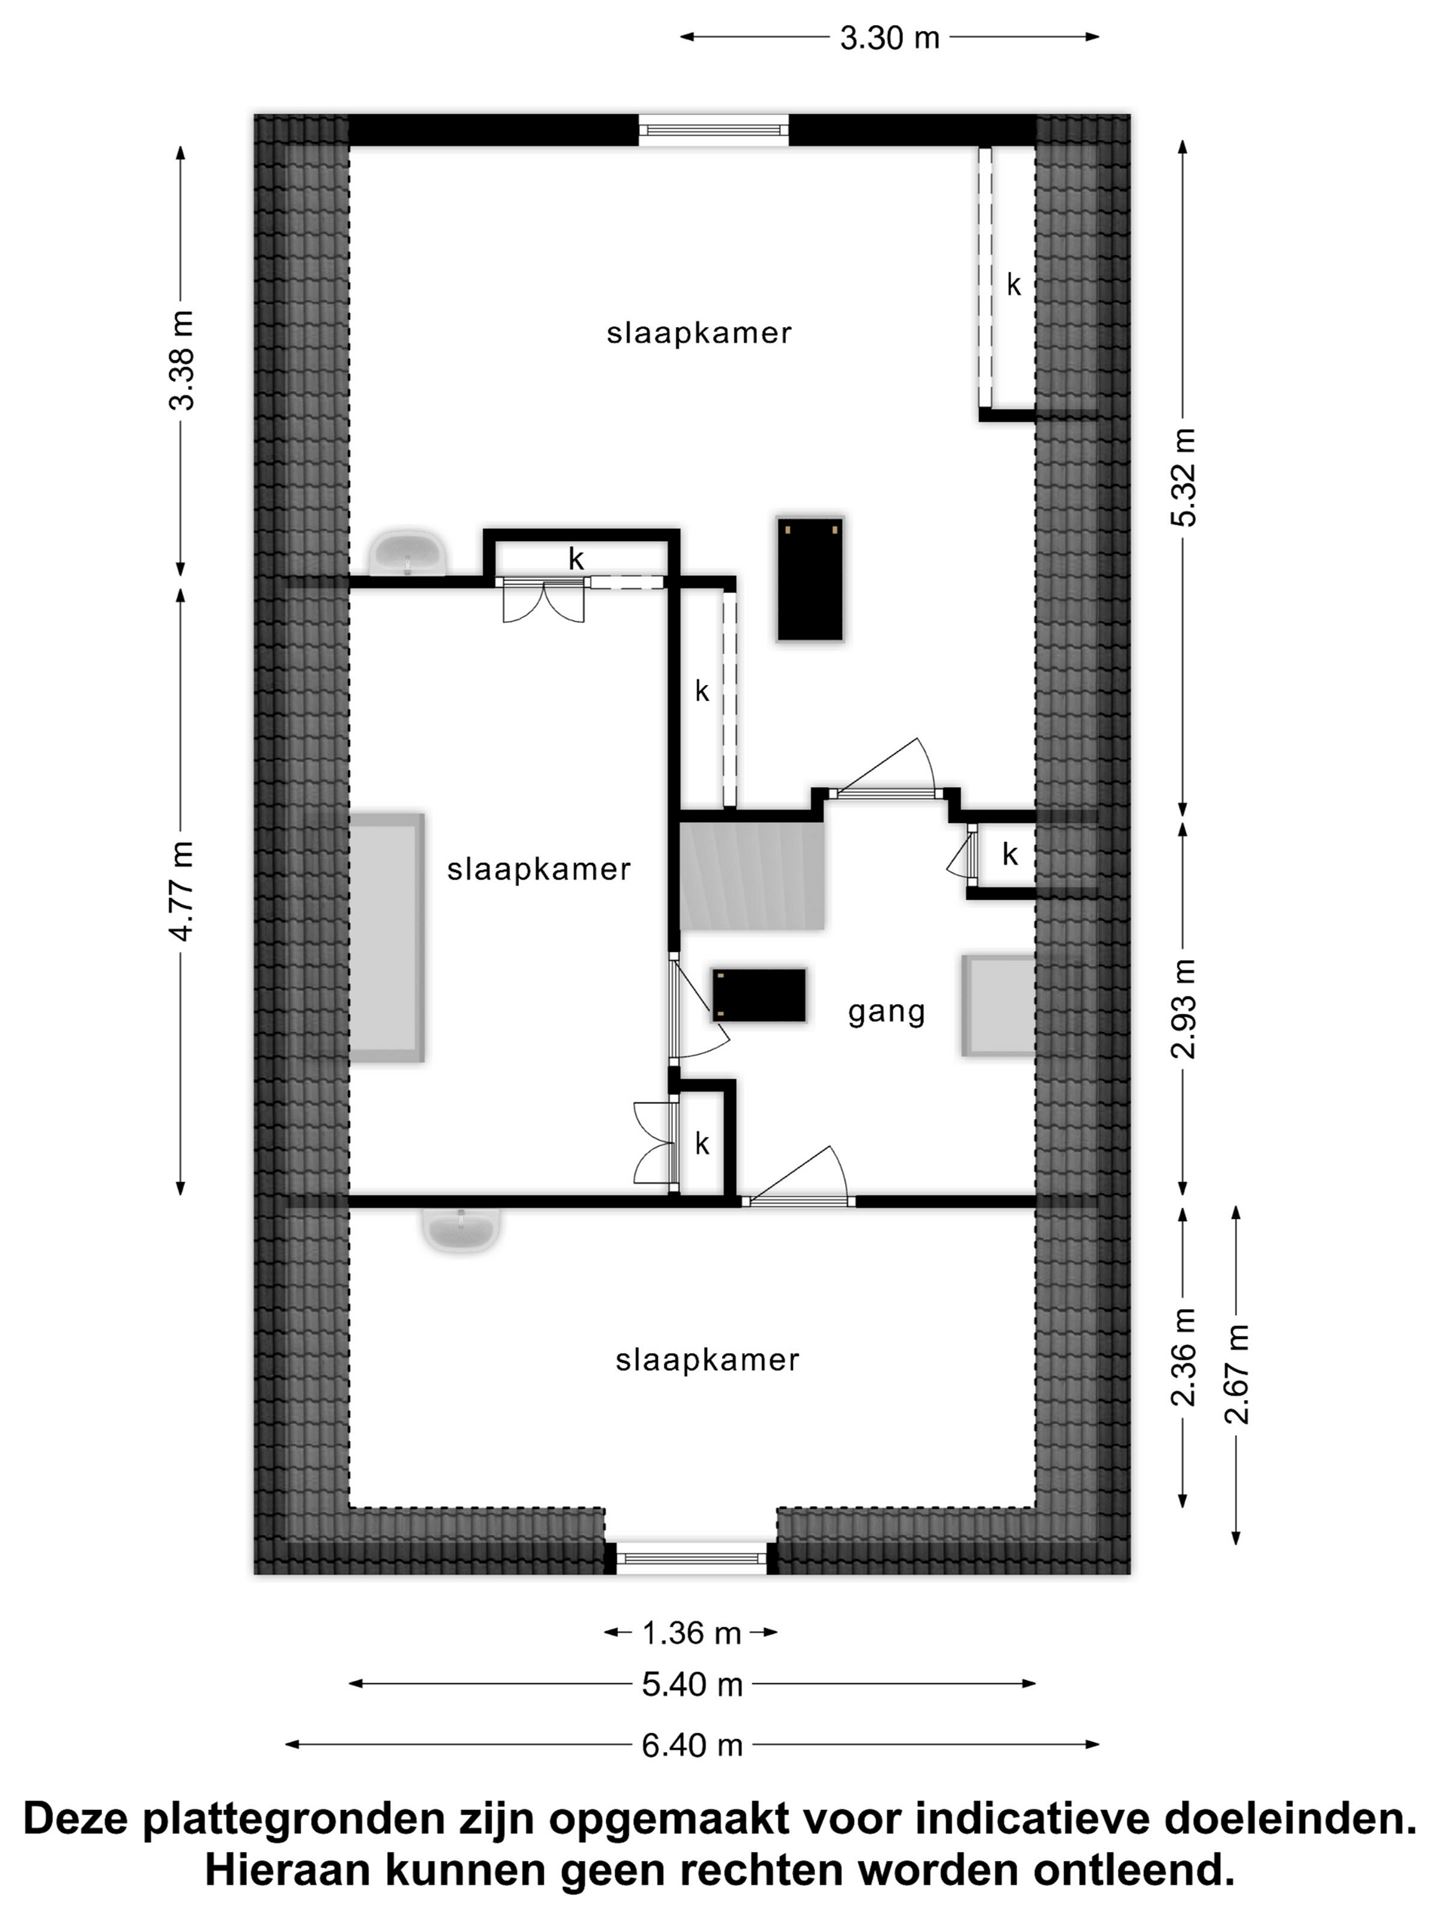 3.30 m
k
slaapkamer
3.38 m
5.32 m
k
k
k
slaapkamer
4.77 m
gang
2.93 m
k
slaapkamer
2.36 m
2.67 m
1.36 m
5.40 m
6.40 m
Deze plattegronden zijn opgemaakt voor indicatieve doeleinden.
Hieraan kunnen geen rechten worden ontleend.